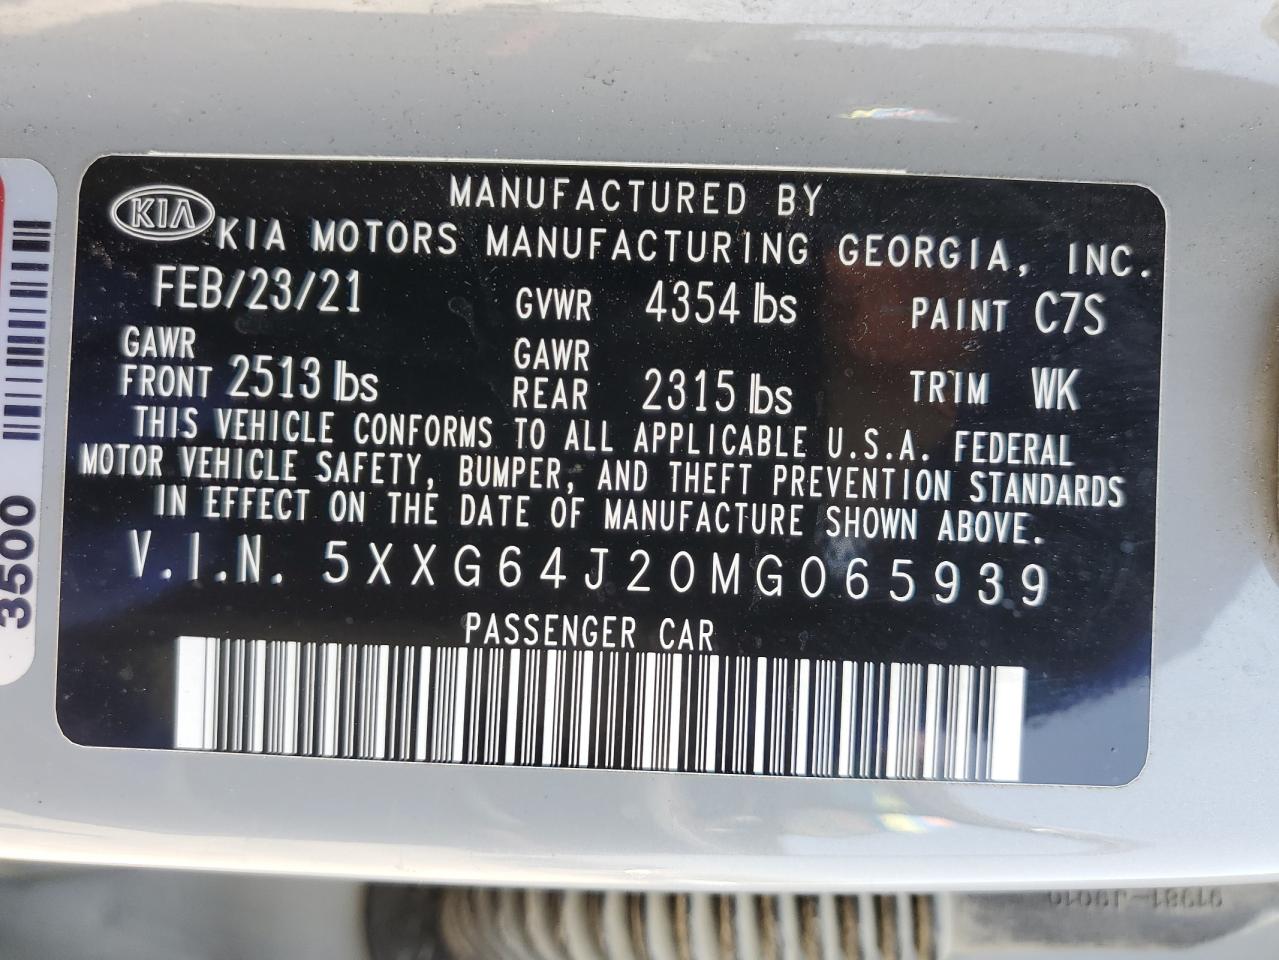 MANUFACTURED BY
KIA
KIA MOTORS MANUFACTURING GEORGIA, INC.
FEB/23/21 GVWR 4354 lbs PAINT C7S
GAWR FRONT 2513 lbs GAWR REAR 2315 lbs TRIM WK
THIS VEHICLE CONFORMS TO ALL APPLICABLE U.S.A. FEDERAL
MOTOR VEHICLE SAFETY, BUMPER, AND THEFT PREVENTION STANDARDS
IN EFFECT ON THE DATE OF MANUFACTURE SHOWN ABOVE.
V.I.N. 5XXG64J20MG065939
PASSENGER CAR
3500